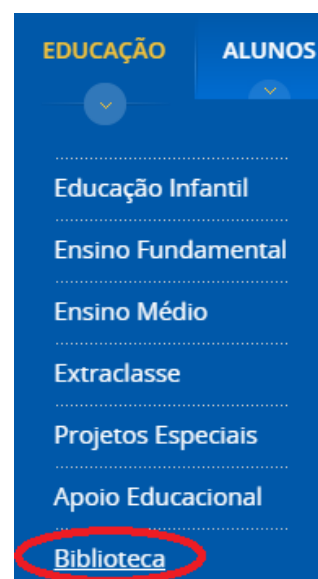 EDUCAÇÃO ALUNOS
Educação Infantil
Ensino Fundamental
Ensino Médio
Extraclasse
Projetos Especiais
Apoio Educacional
Biblioteca